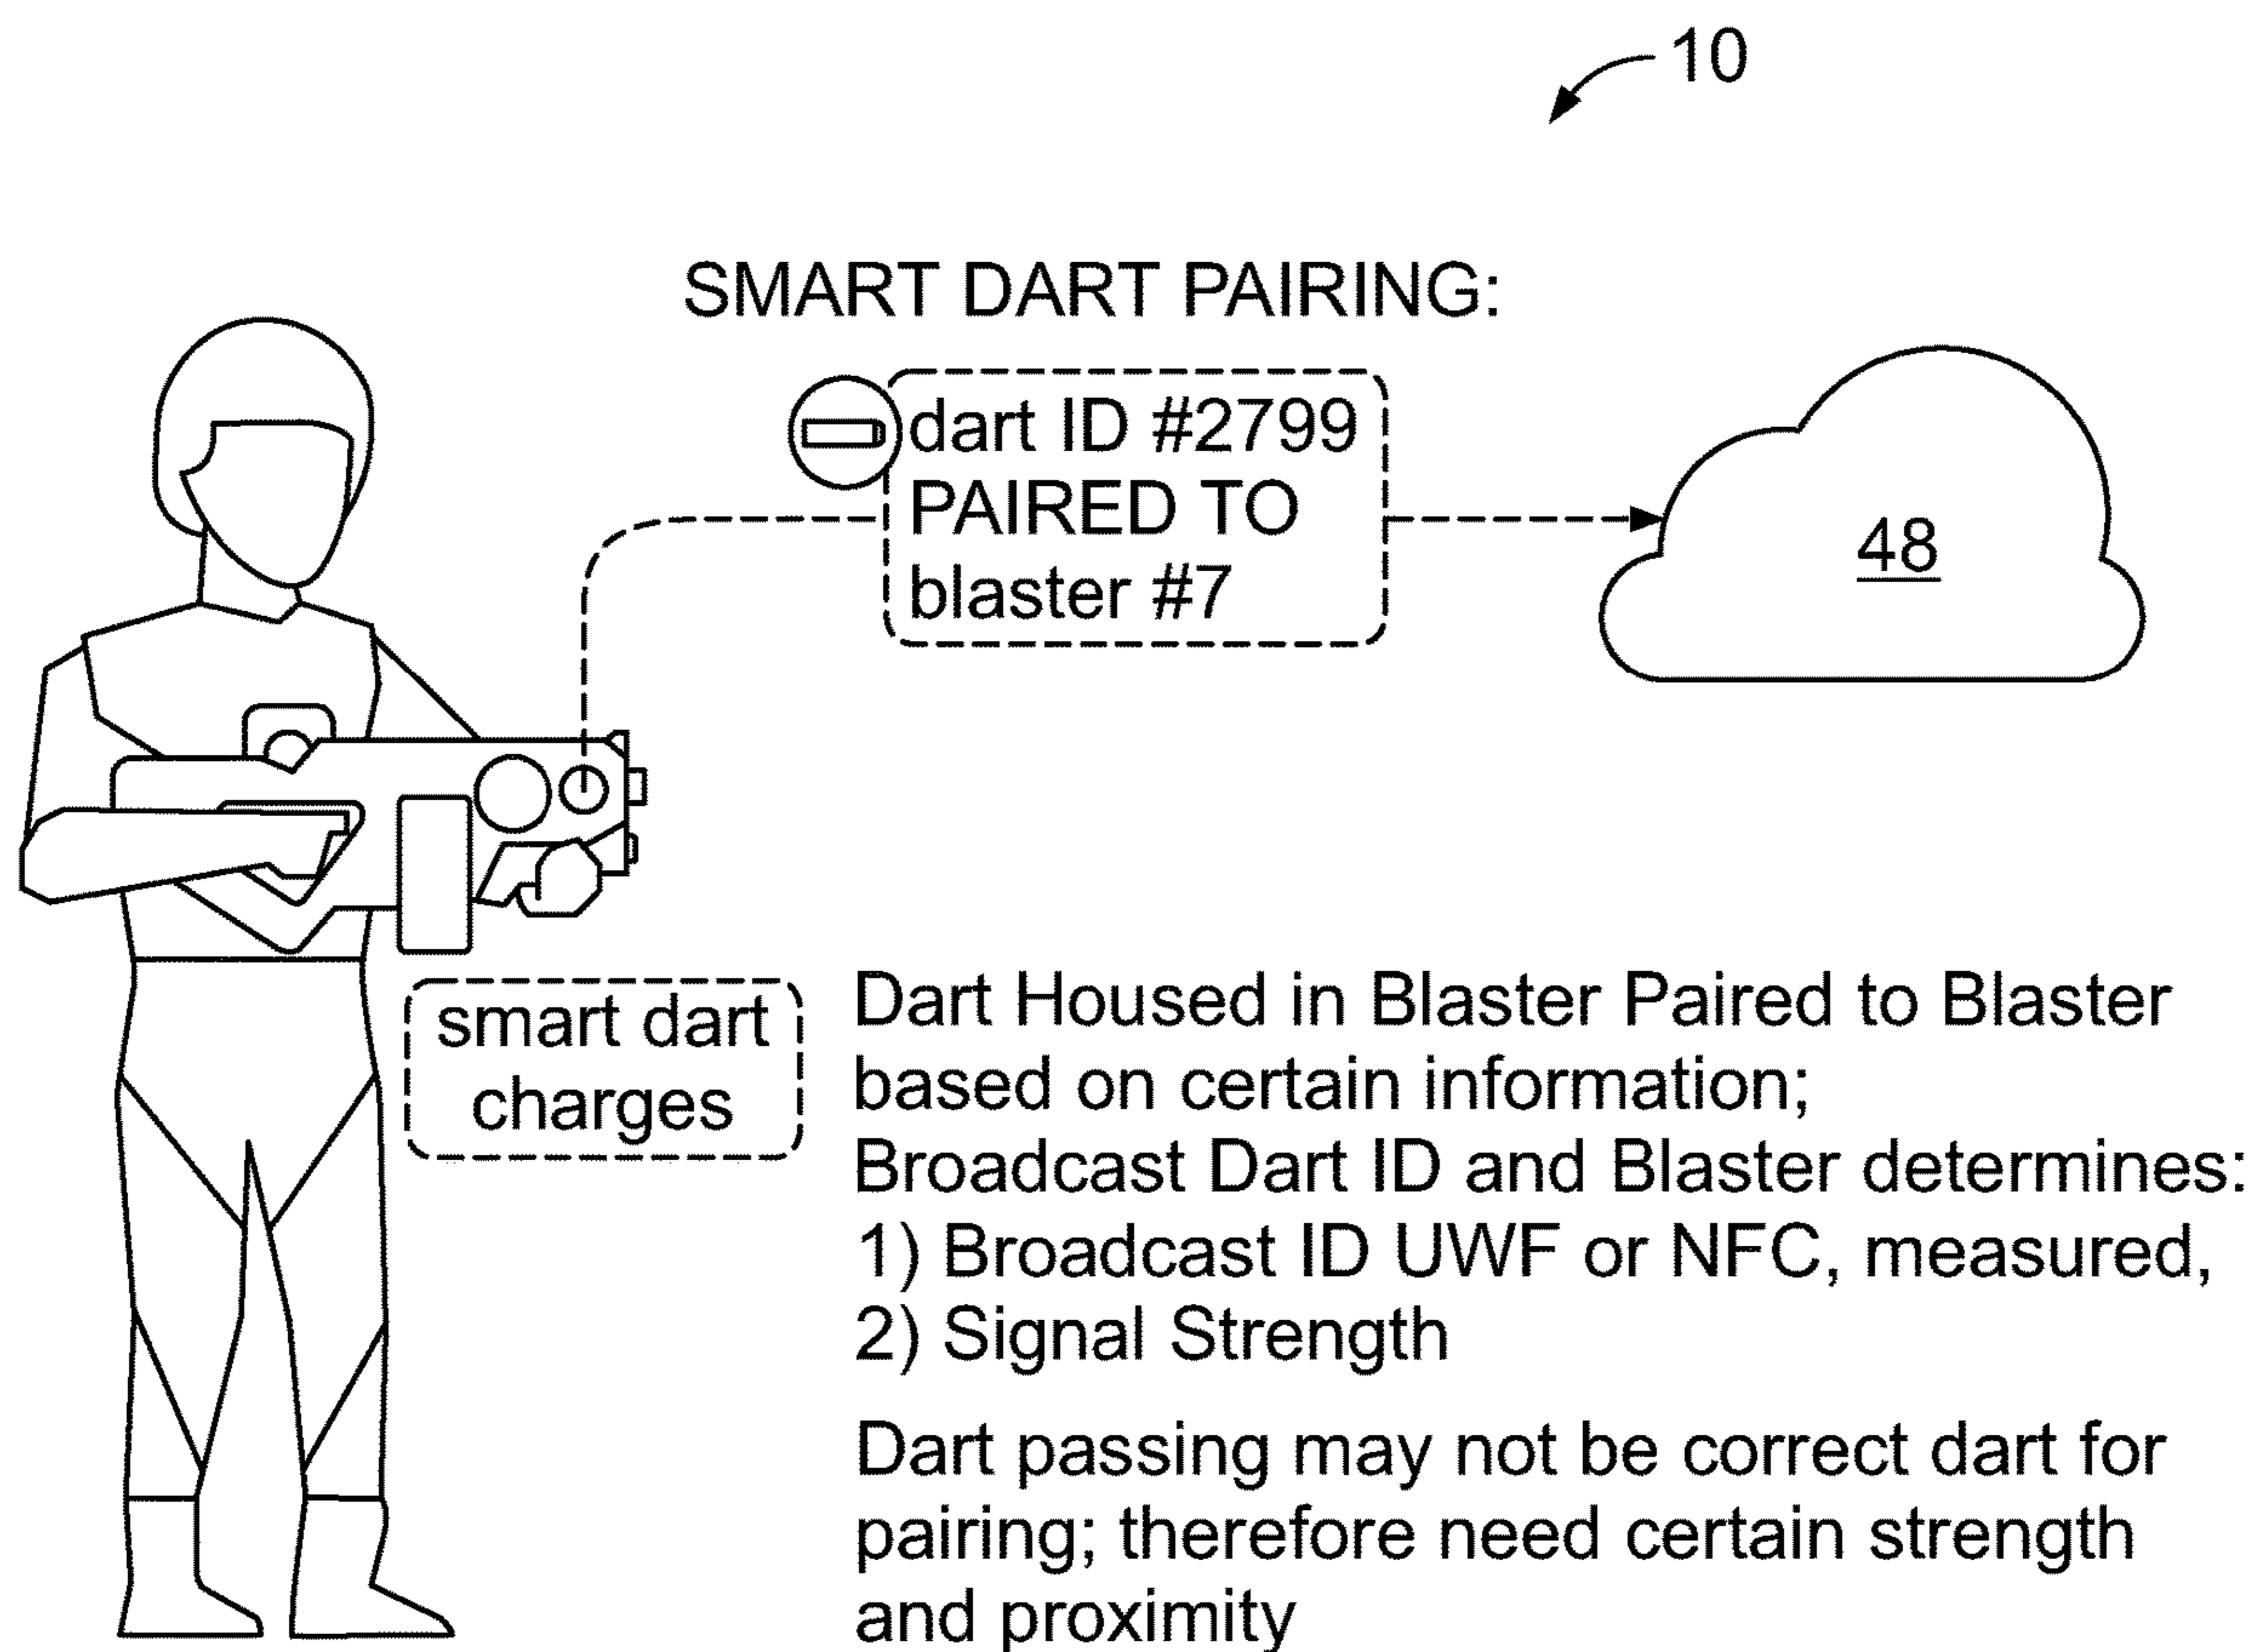 10
SMART DART PAIRING:
dart ID #2799
PAIRED TO
blaster #7
48
smart dart
charges
Dart Housed in Blaster Paired to Blaster
based on certain information;
Broadcast Dart ID and Blaster determines:
1) Broadcast ID UWF or NFC, measured,
2) Signal Strength
Dart passing may not be correct dart for
pairing; therefore need certain strength
and proximity